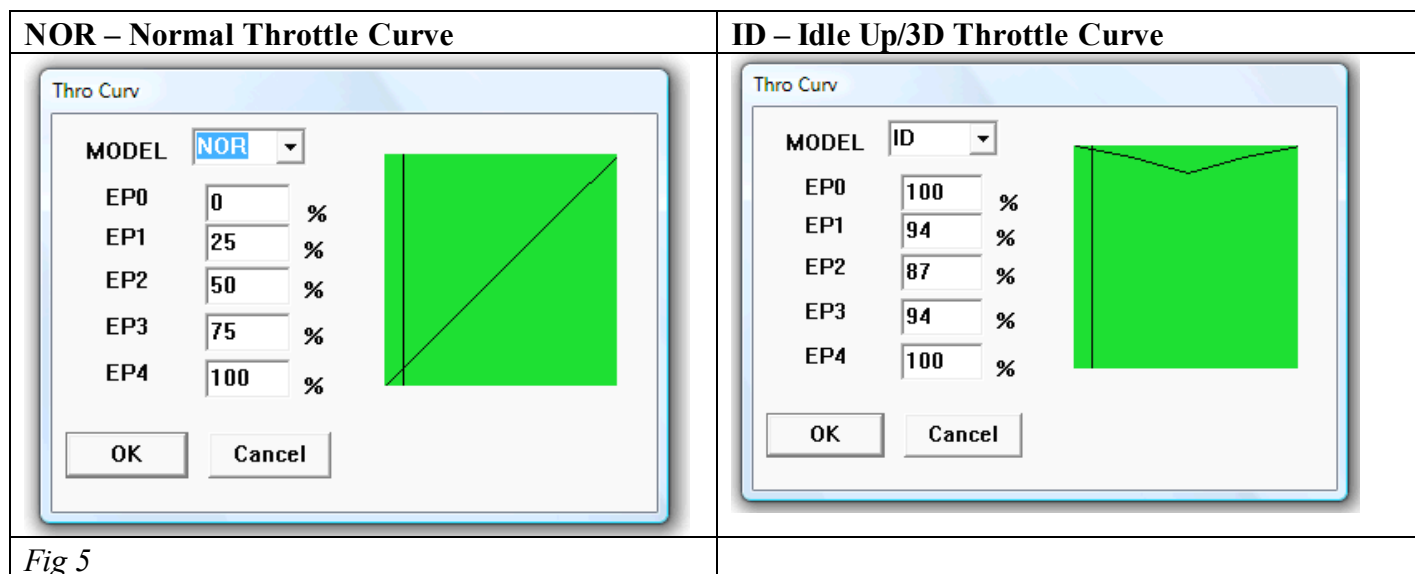 NOR – Normal Throttle Curve
ID – Idle Up/3D Throttle Curve
Thro Curv
MODEL NOR
EP0 0 %
EP1 25 %
EP2 50 %
EP3 75 %
EP4 100 %
OK Cancel
Thro Curv
MODEL ID
EP0 100 %
EP1 94 %
EP2 87 %
EP3 94 %
EP4 100 %
OK Cancel
Fig 5